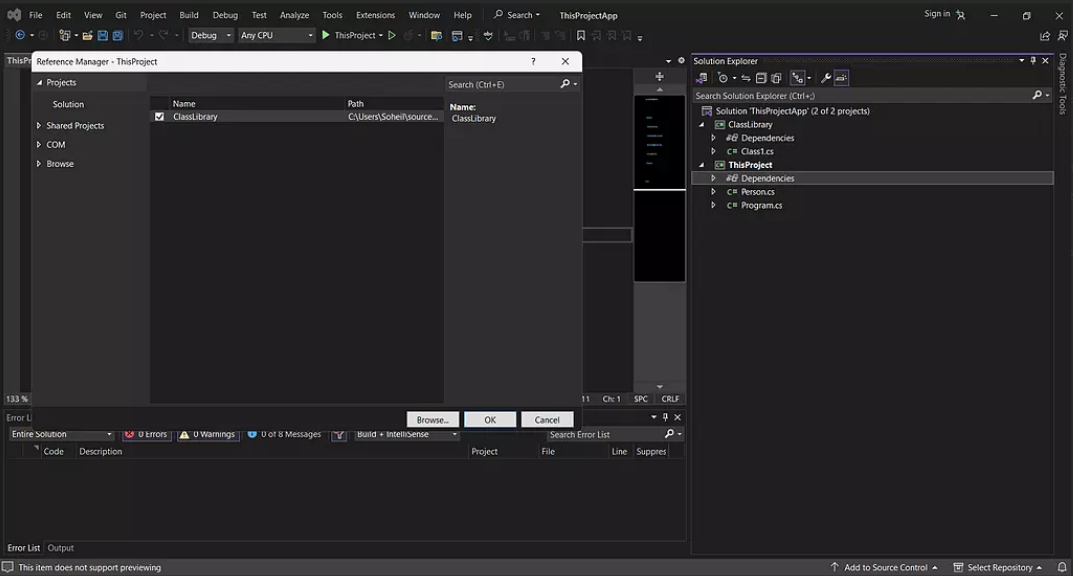 File Edit View Git Project Build Debug Test Analyze Tools Extensions Window Help Search ThisProjectApp Sign in
Debug Any CPU ThisProject
ThisPr
Reference Manager - ThisProject ? 
Projects
Search (Ctrl+E)
Solution
Shared Projects
COM
Browse
Name Path
ClassLibrary C:\Users\Soheil\source...
Name:
ClassLibrary
Browse... OK Cancel
133 % 11 Ch: 1 SPC CRLF
Solution Explorer
Search Solution Explorer (Ctrl+;)
Solution 'ThisProjectApp' (2 of 2 projects)
ClassLibrary
Dependencies
C# Class1.cs
ThisProject
Dependencies
C# Person.cs
C# Program.cs
Diagnostic Tools
Error Li
Entire Solution 0 Errors 0 Warnings 0 of 8 Messages Build + IntelliSense Search Error List
Code Description Project File Line Suppres
Error List Output
This item does not support previewing Add to Source Control Select Repository